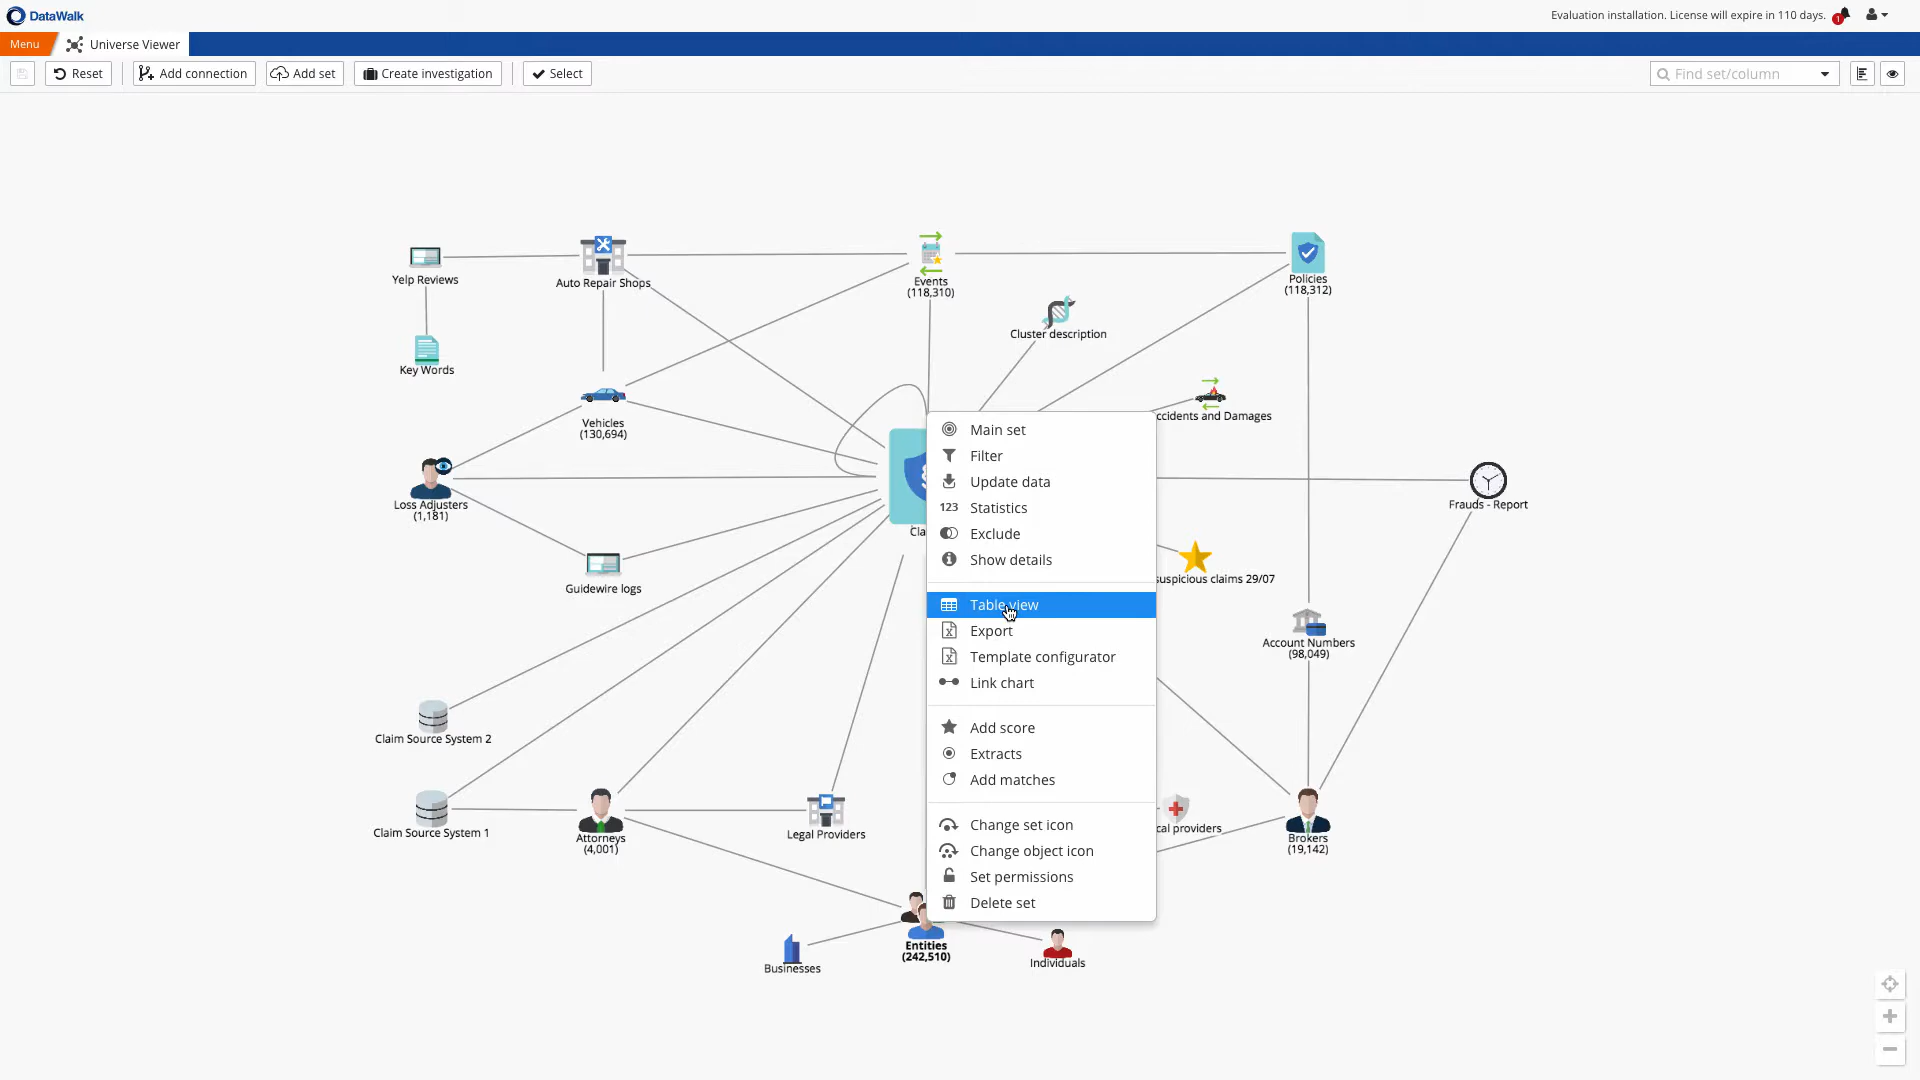 DataWalk
Evaluation installation. License will expire in 110 days.
1
Menu
Universe Viewer
Reset
Add connection
Add set
Create investigation
Select
Find set/column
Yelp Reviews
Auto Repair Shops
Events
(118,310)
Policies
(118,312)
Cluster description
Key Words
Vehicles
(130,694)
ccidents and Damages
Loss Adjusters
(1,181)
Cla
Frauds - Report
Guidewire logs
uspicious claims 29/07
Account Numbers
(98,049)
Claim Source System 2
Claim Source System 1
Attorneys
(4,001)
Legal Providers
cal providers
Brokers
(19,142)
Entities
(242,510)
Businesses
Individuals
Main set
Filter
Update data
123 Statistics
Exclude
Show details
Table view
Export
Template configurator
Link chart
Add score
Extracts
Add matches
Change set icon
Change object icon
Set permissions
Delete set